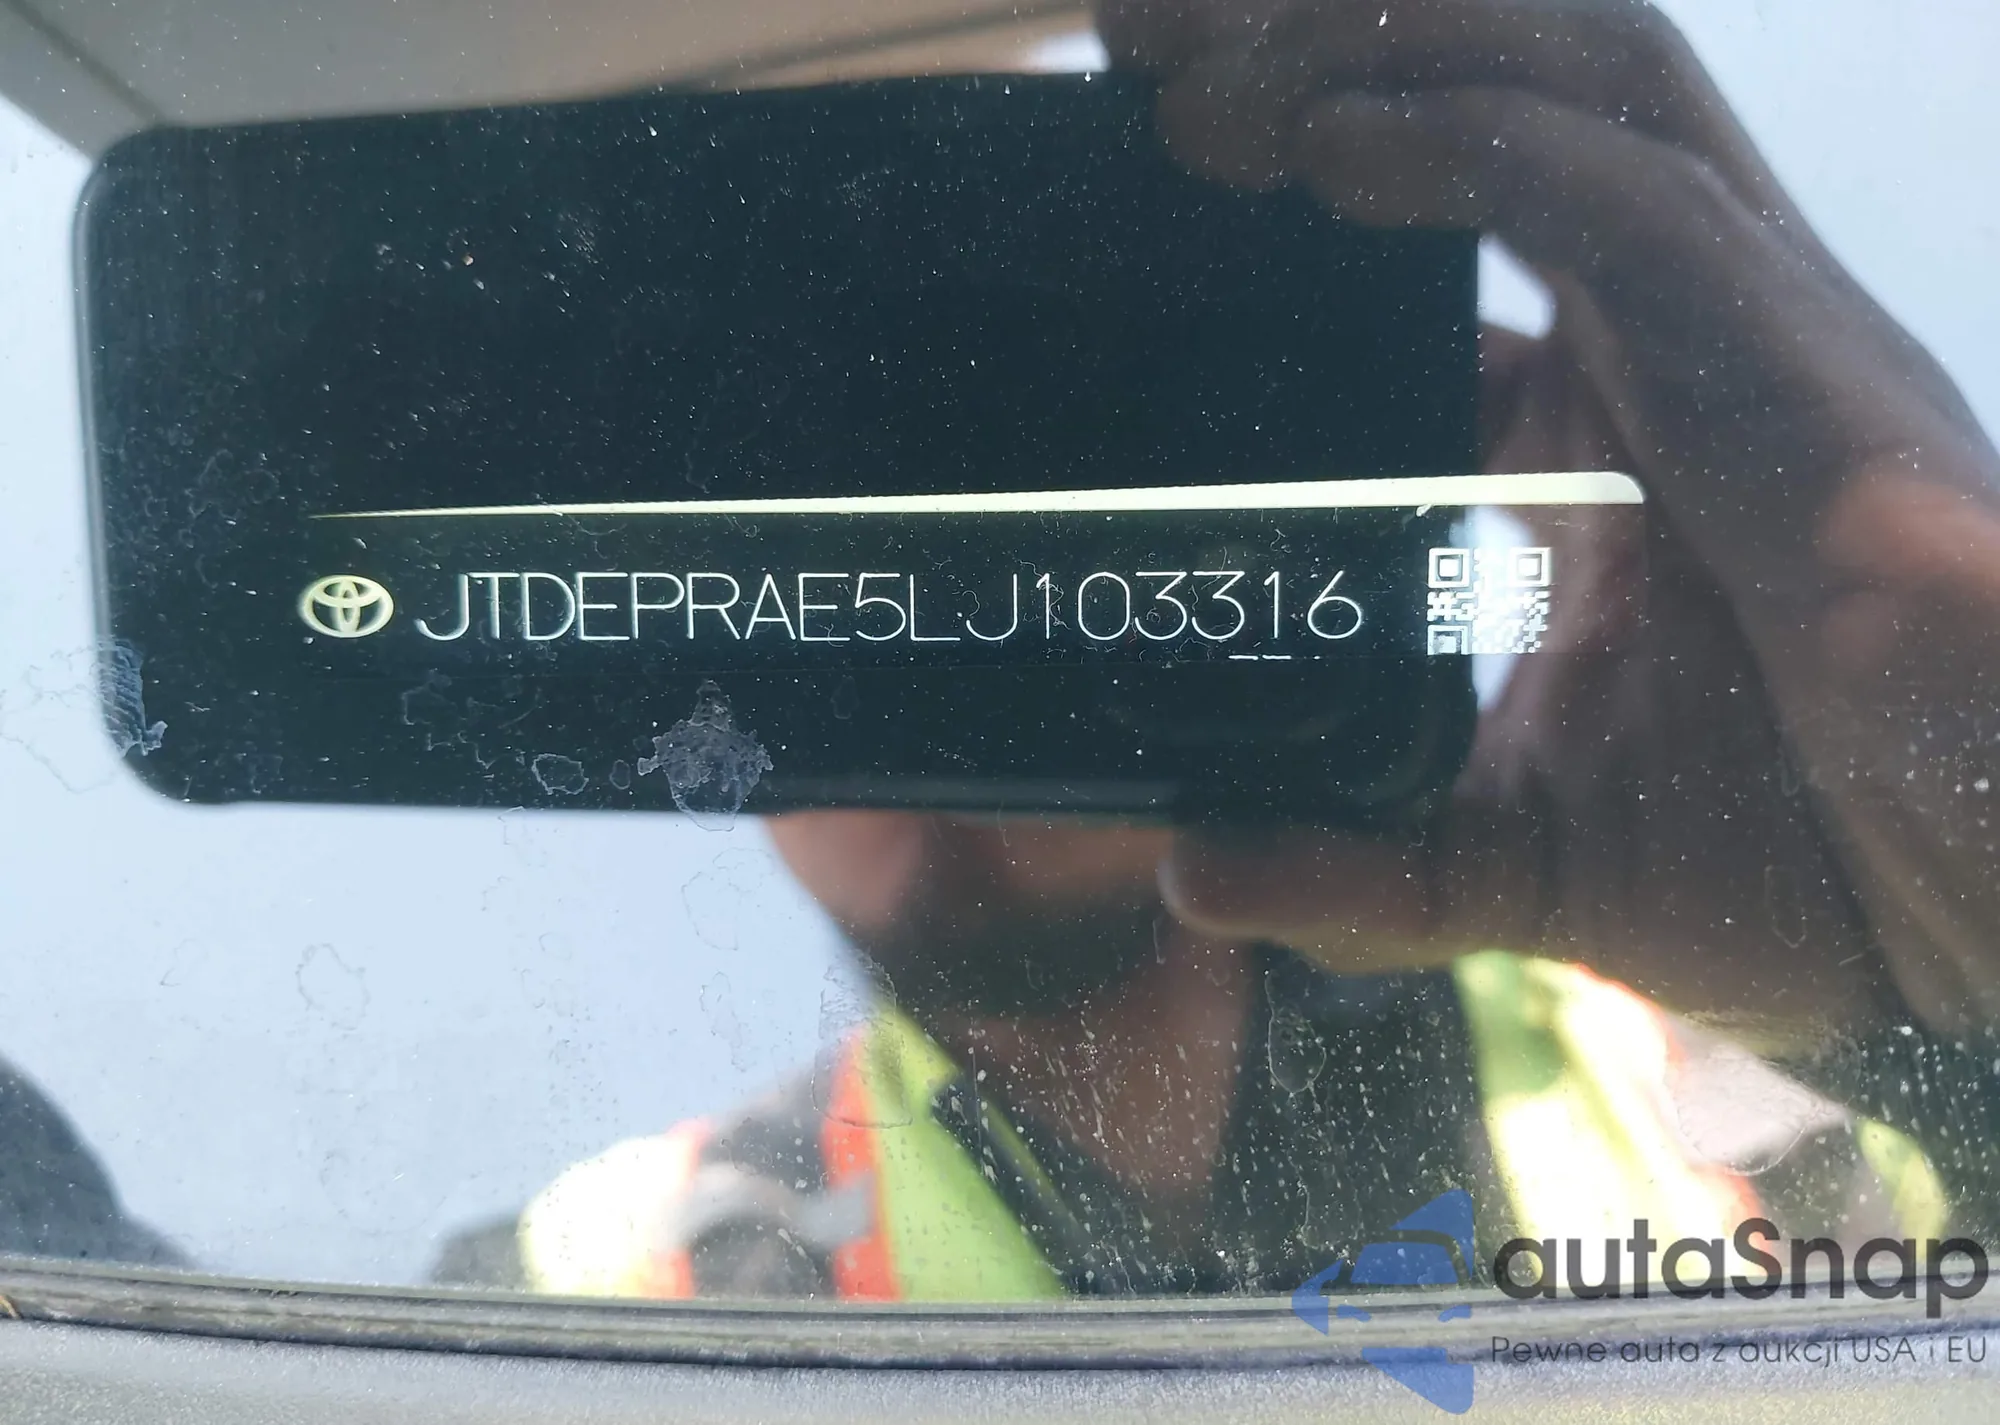 JTDEPRAE5LJ103316
autaSnap
Pewne auta z aukcji USA i EU